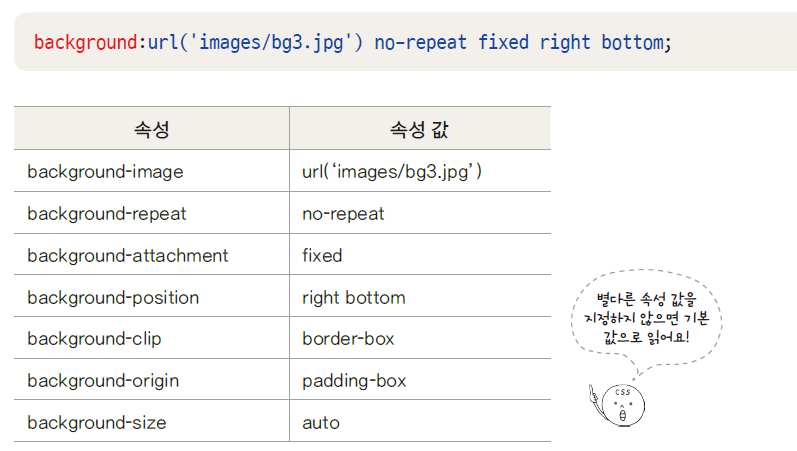 background:url('images/bg3.jpg') no-repeat fixed right bottom;
속성 속성 값
background-image url(‘images/bg3.jpg’)
background-repeat no-repeat
background-attachment fixed
background-position right bottom
background-clip border-box
background-origin padding-box
background-size auto
별다른 속성 값을
지정하지 않으면 기본
값으로 읽어요!
CSS